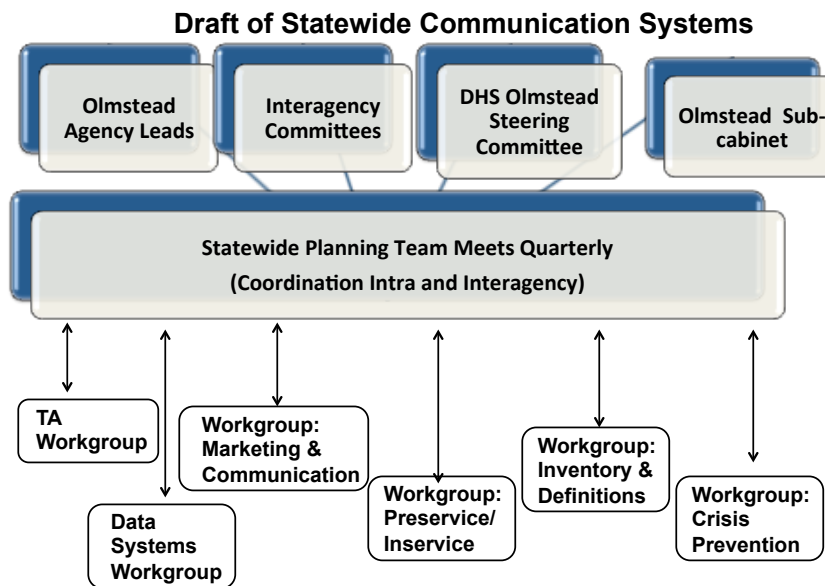 Draft of Statewide Communication Systems
Olmstead
Agency Leads
Interagency
Committees
DHS Olmstead
Steering
Committee
Olmstead Sub-
cabinet
Statewide Planning Team Meets Quarterly
(Coordination Intra and Interagency)
TA
Workgroup
Data
Systems
Workgroup
Workgroup:
Marketing &
Communication
Workgroup:
Preservice/
Inservice
Workgroup:
Inventory &
Definitions
Workgroup:
Crisis
Prevention